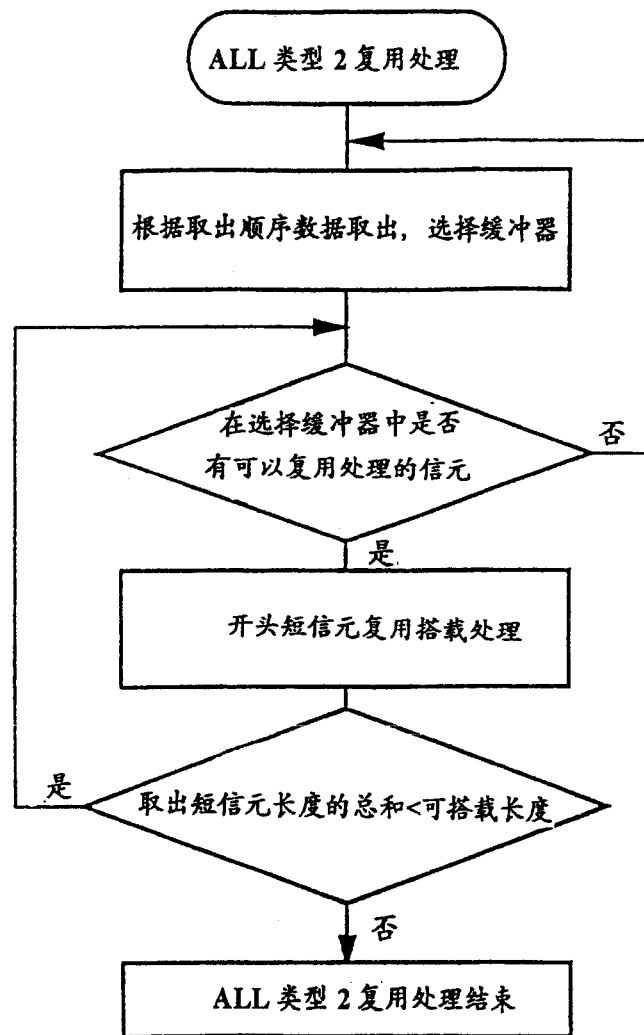 ALL 类型 2 复用处理
根据取出顺序数据取出，选择缓冲器
在选择缓冲器中是否
有可以复用处理的信元
否
是
开头短信元复用搭载处理
是
取出短信元长度的总和<可搭载长度
否
ALL 类型 2 复用处理结束